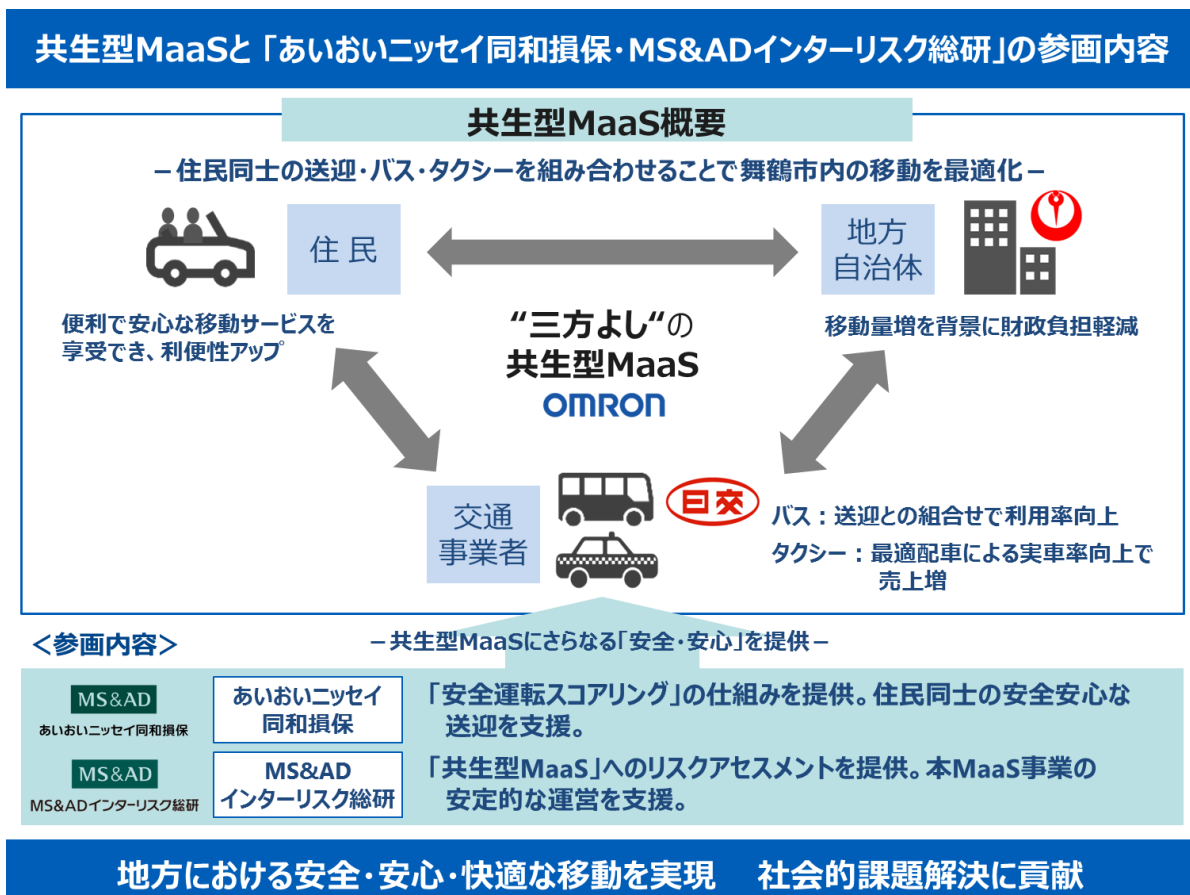 共生型MaaSと「あいおいニッセイ同和損保・MS&ADインターリスク総研」の参画内容
共生型MaaS概要
－住民同士の送迎・バス・タクシーを組み合わせることで舞鶴市内の移動を最適化－
住 民
地方
自治体
便利で安心な移動サービスを
享受でき、利便性アップ
移動量増を背景に財政負担軽減
“三方よし“の
共生型MaaS
OMRON
交通
事業者
日交
バス：送迎との組合せで利用率向上
タクシー：最適配車による実車率向上で
売上増
＜参画内容＞
－共生型MaaSにさらなる「安全・安心」を提供－
MS&AD
あいおいニッセイ同和損保
あいおいニッセイ
同和損保
「安全運転スコアリング」の仕組みを提供。住民同士の安全安心な
送迎を支援。
MS&AD
MS&ADインターリスク総研
MS&AD
インターリスク総研
「共生型MaaS」へのリスクアセスメントを提供。本MaaS事業の
安定的な運営を支援。
地方における安全・安心・快適な移動を実現　社会的課題解決に貢献